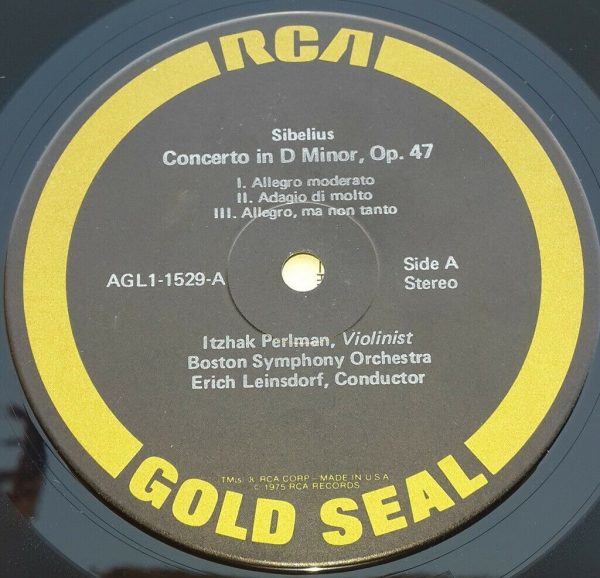 RCA
Sibelius
Concerto in D Minor, Op. 47
I. Allegro moderato
II. Adagio di molto
III. Allegro, ma non tanto
AGL1-1529-A
Side A
Stereo
Itzhak Perlman, Violinist
Boston Symphony Orchestra
Erich Leinsdorf, Conductor
TM(s) ® RCA CORP – MADE IN U.S.A
© 1975 RCA RECORDS
GOLD SEAL